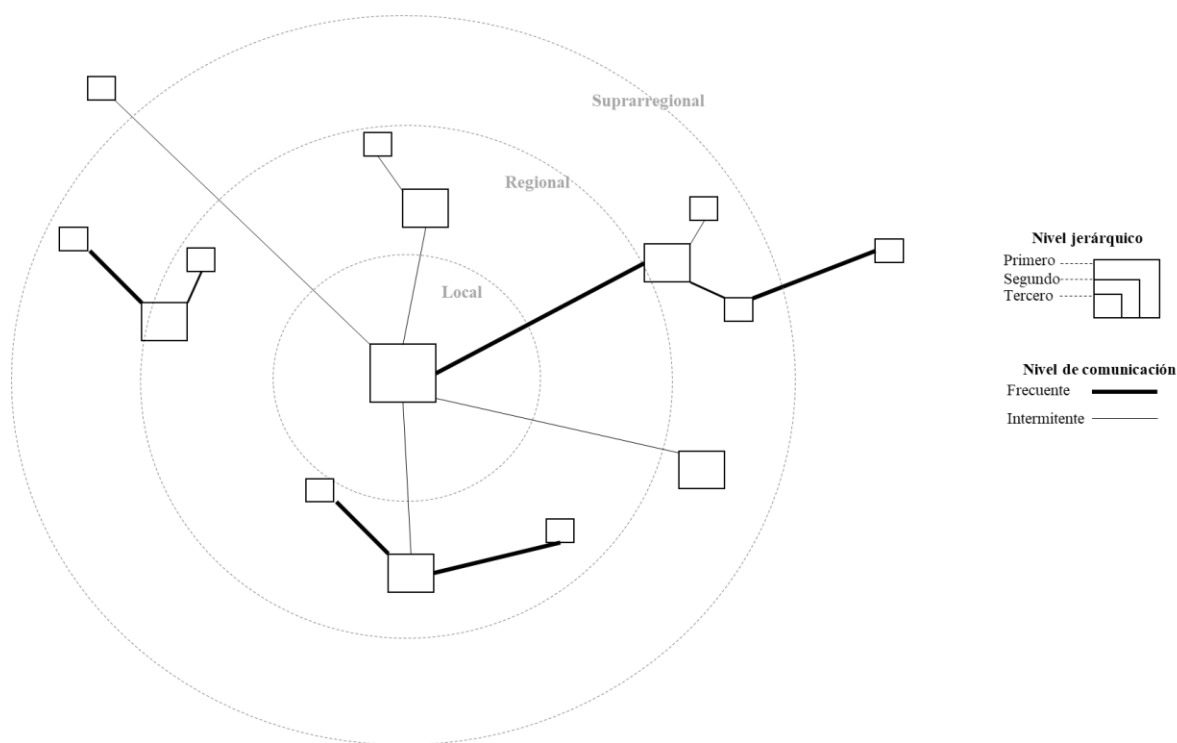 Suprarregional
Regional
Local
Nivel jerárquico
Primero
Segundo
Tercero
Nivel de comunicación
Frecuente
Intermitente